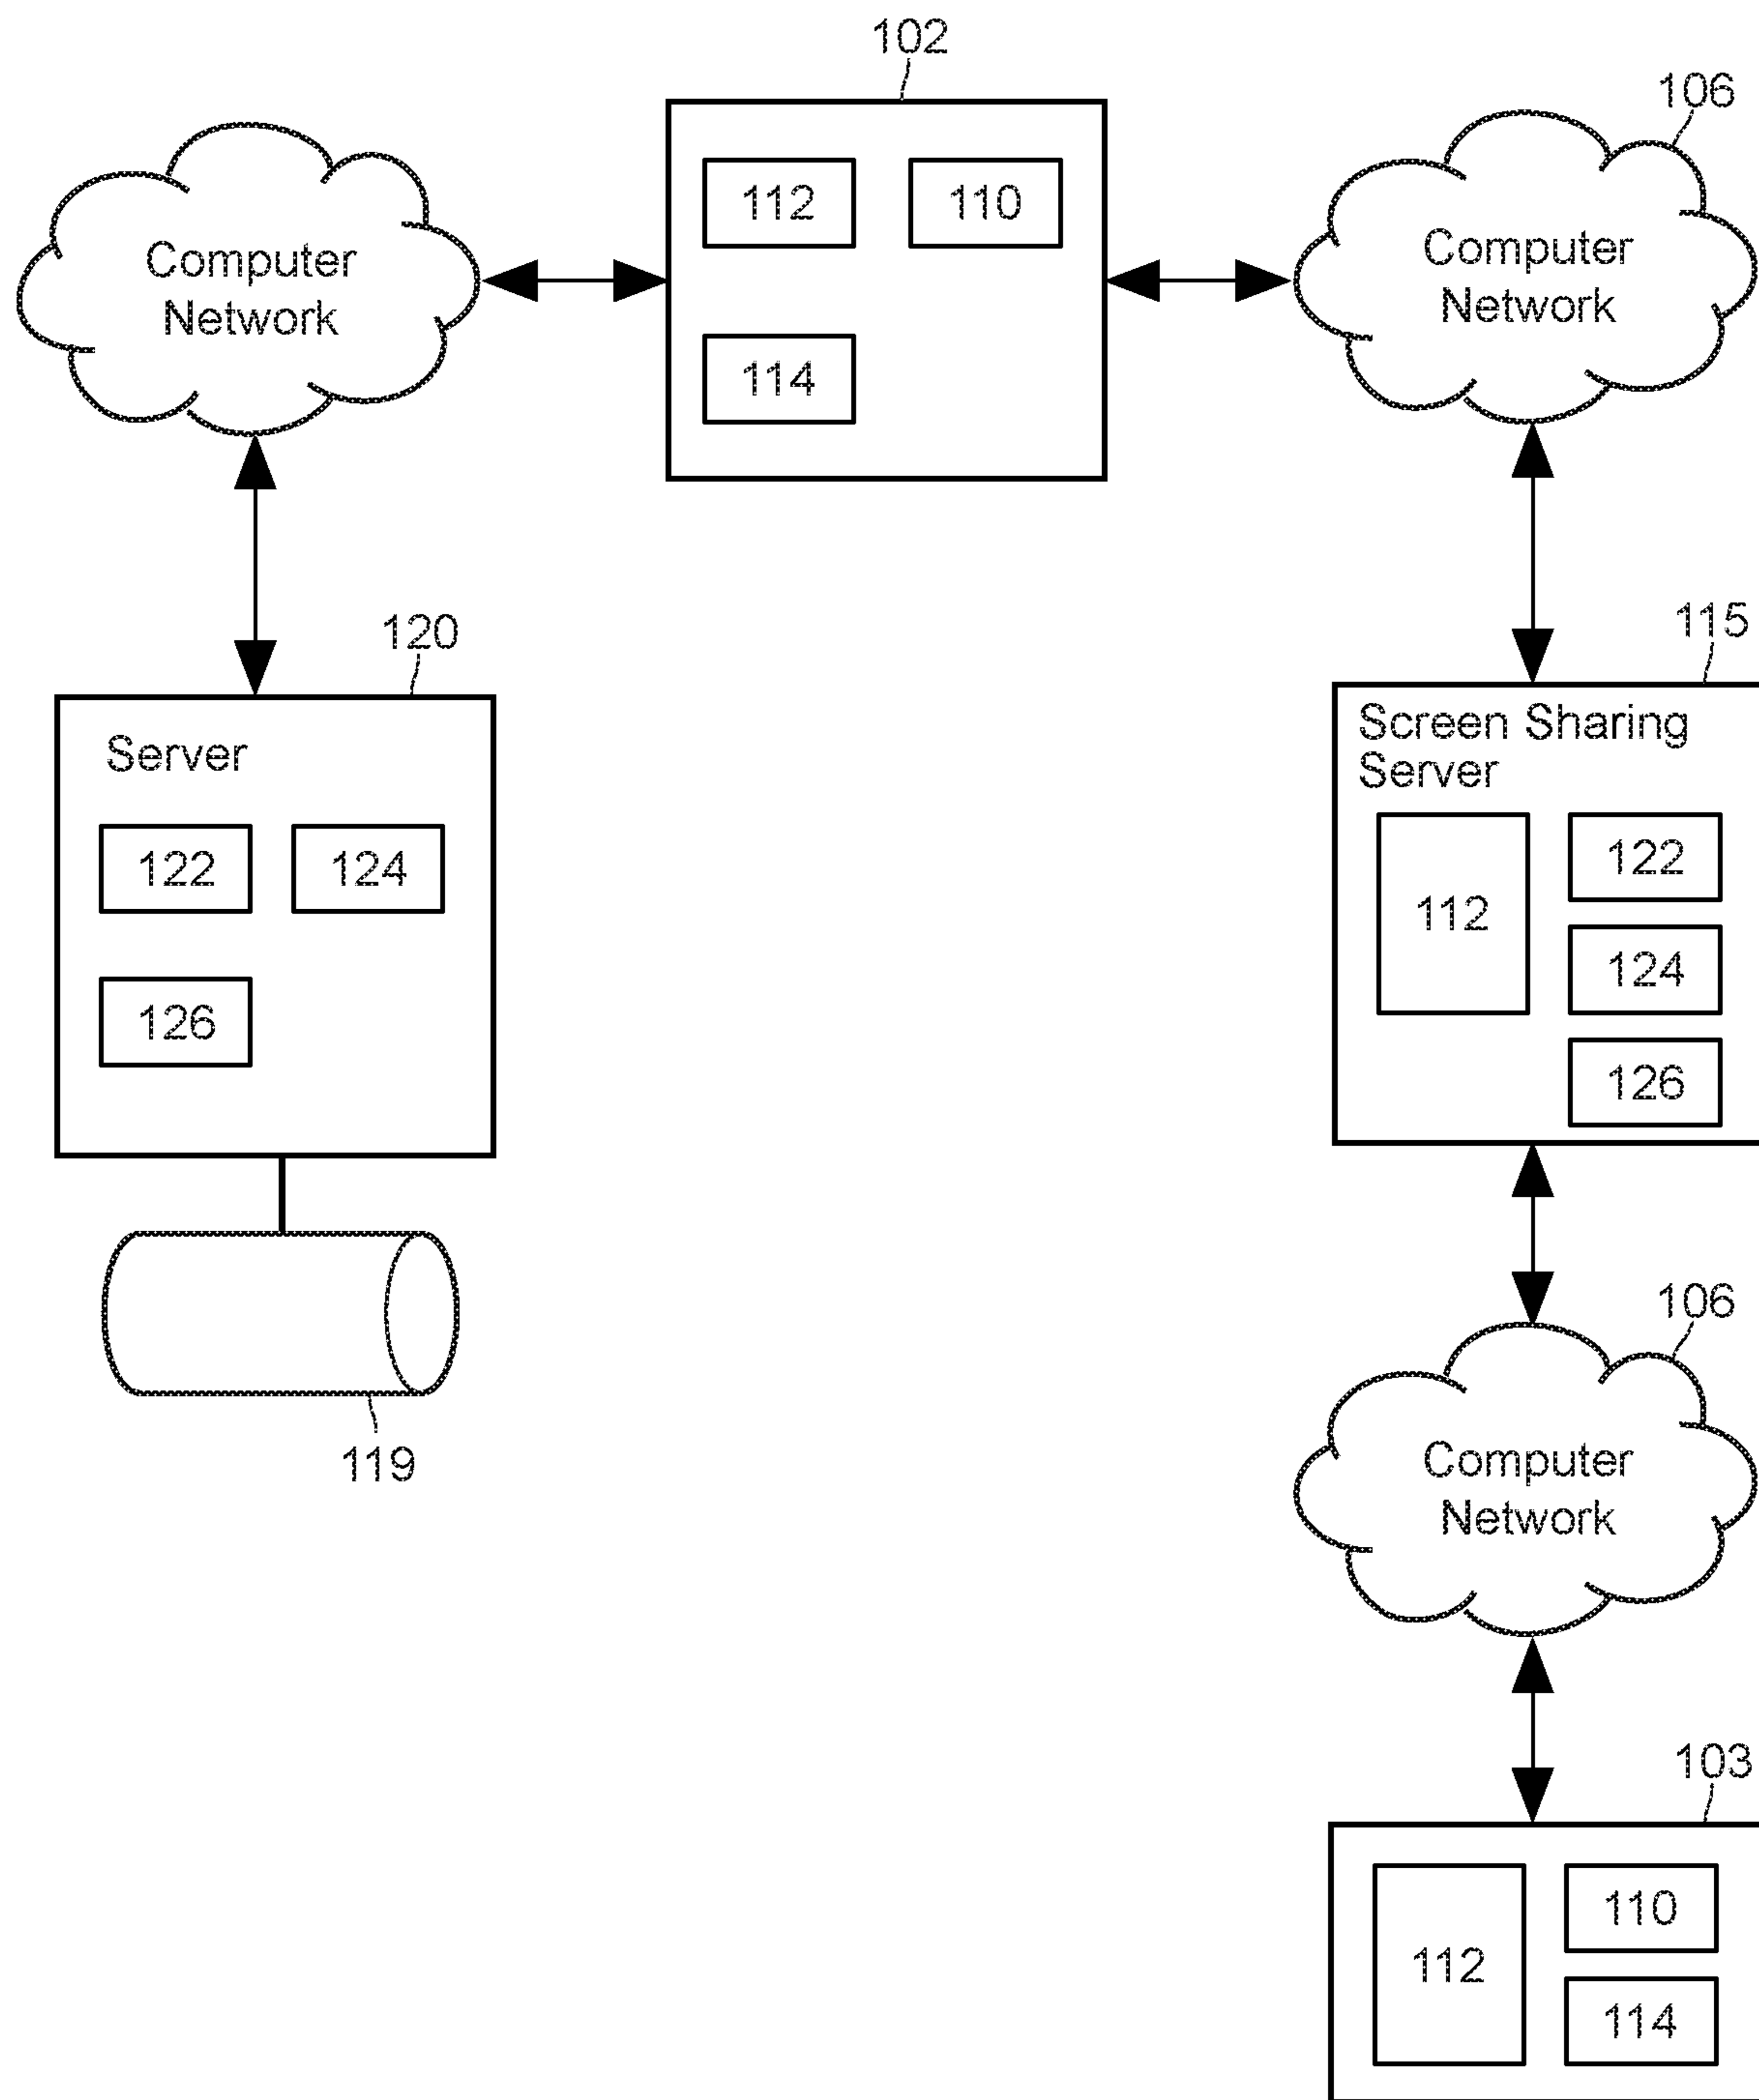 102
106
112
110
Computer
Network
Computer
Network
114
120
115
Server
Screen Sharing
Server
122
124
112
122
124
126
126
106
119
Computer
Network
103
112
110
114